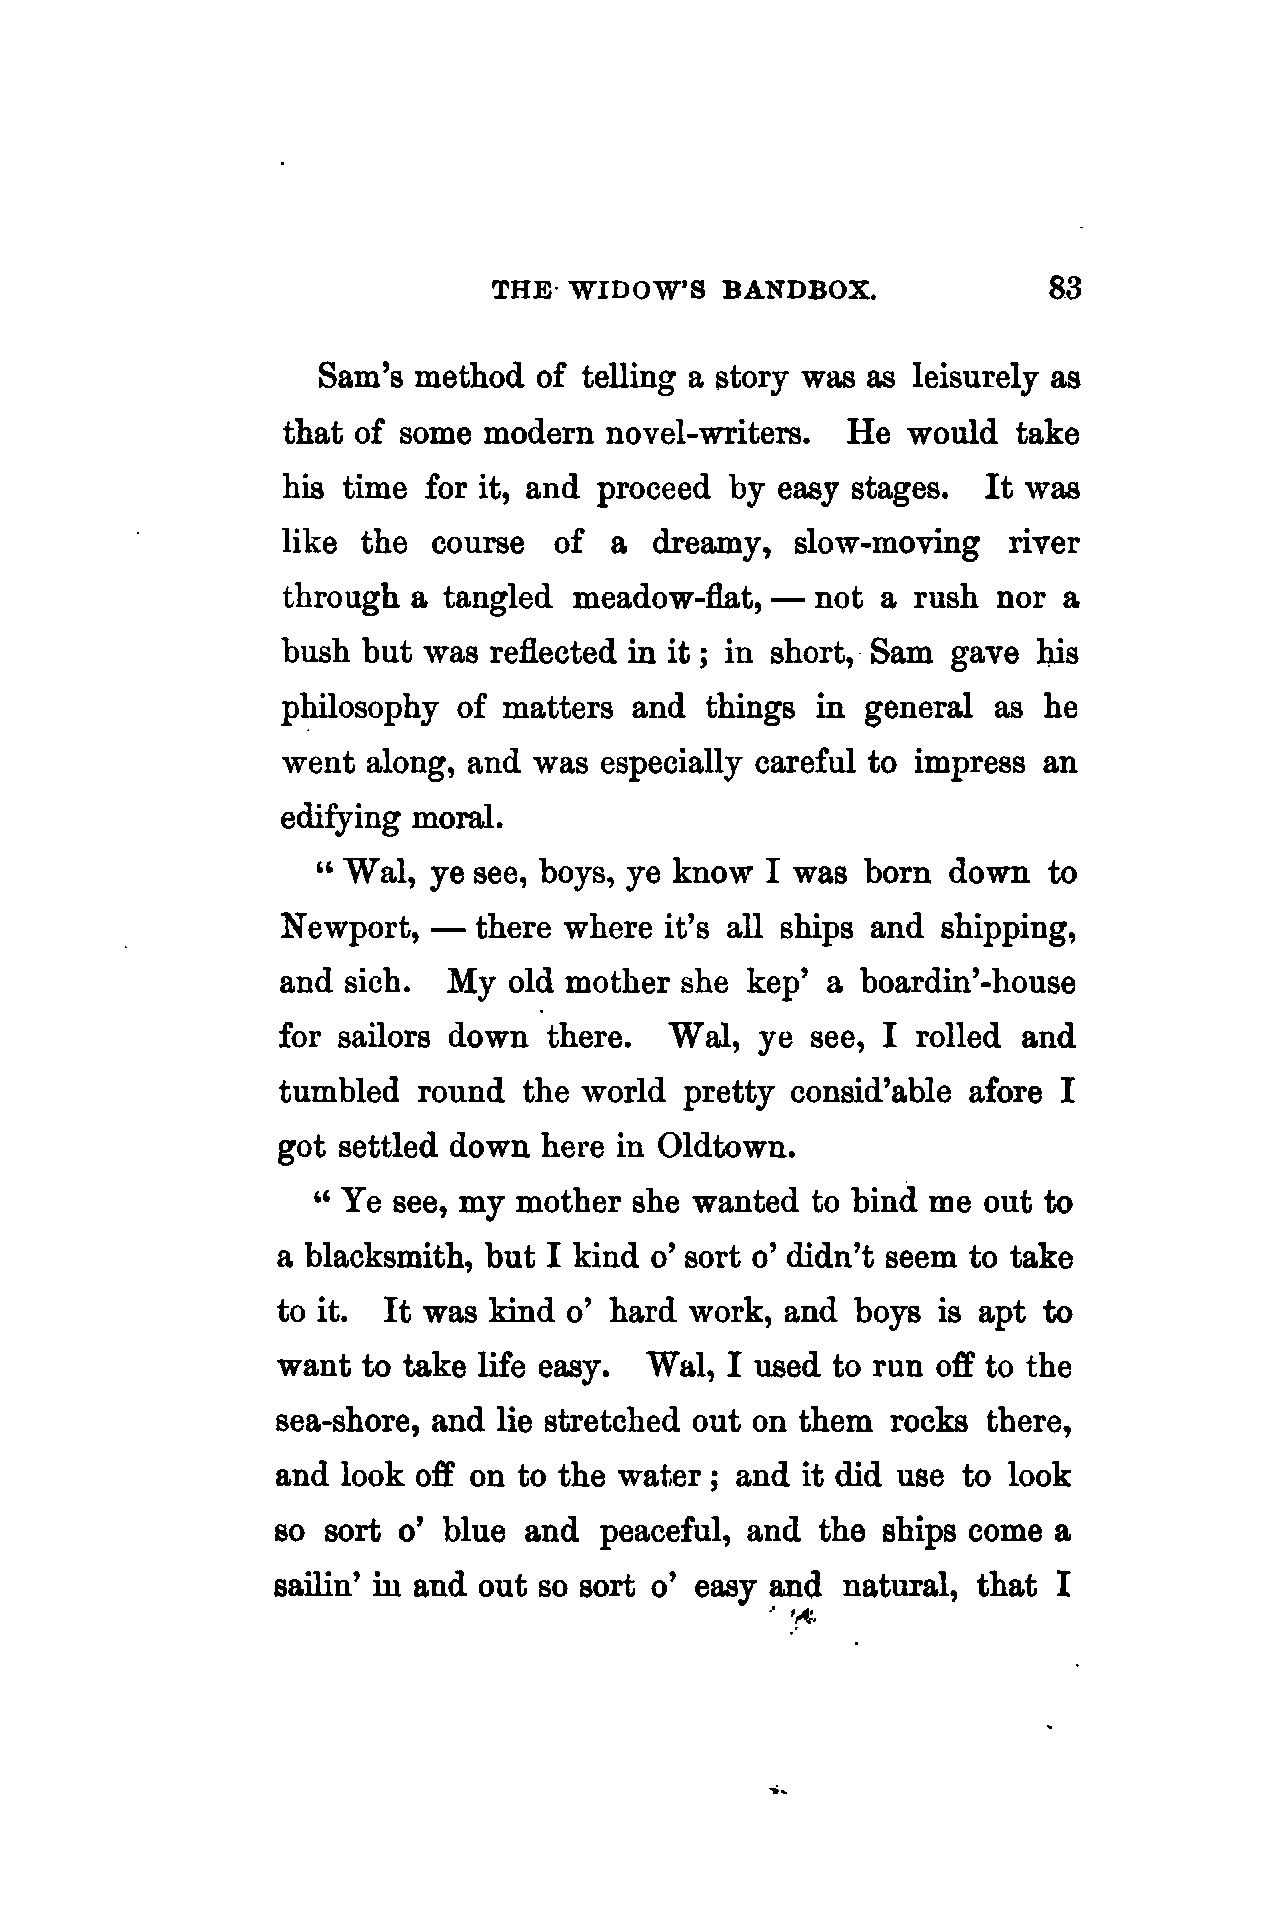 THE WIDOW'S BANDBOX. 83
Sam's method of telling a story was as leisurely as
that of some modern novel-writers. He would take
his time for it, and proceed by easy stages. It was
like the course of a dreamy, slow-moving river
through a tangled meadow-flat, — not a rush nor a
bush but was reflected in it; in short, Sam gave his
philosophy of matters and things in general as he
went along, and was especially careful to impress an
edifying moral.
“ Wal, ye see, boys, ye know I was born down to
Newport, — there where it's all ships and shipping,
and sich. My old mother she kep' a boardin'-house
for sailors down there. Wal, ye see, I rolled and
tumbled round the world pretty consid'able afore I
got settled down here in Oldtown.
“ Ye see, my mother she wanted to bind me out to
a blacksmith, but I kind o' sort o' didn't seem to take
to it. It was kind o' hard work, and boys is apt to
want to take life easy. Wal, I used to run off to the
sea-shore, and lie stretched out on them rocks there,
and look off on to the water; and it did use to look
so sort o' blue and peaceful, and the ships come a
sailin' in and out so sort o' easy and natural, that I